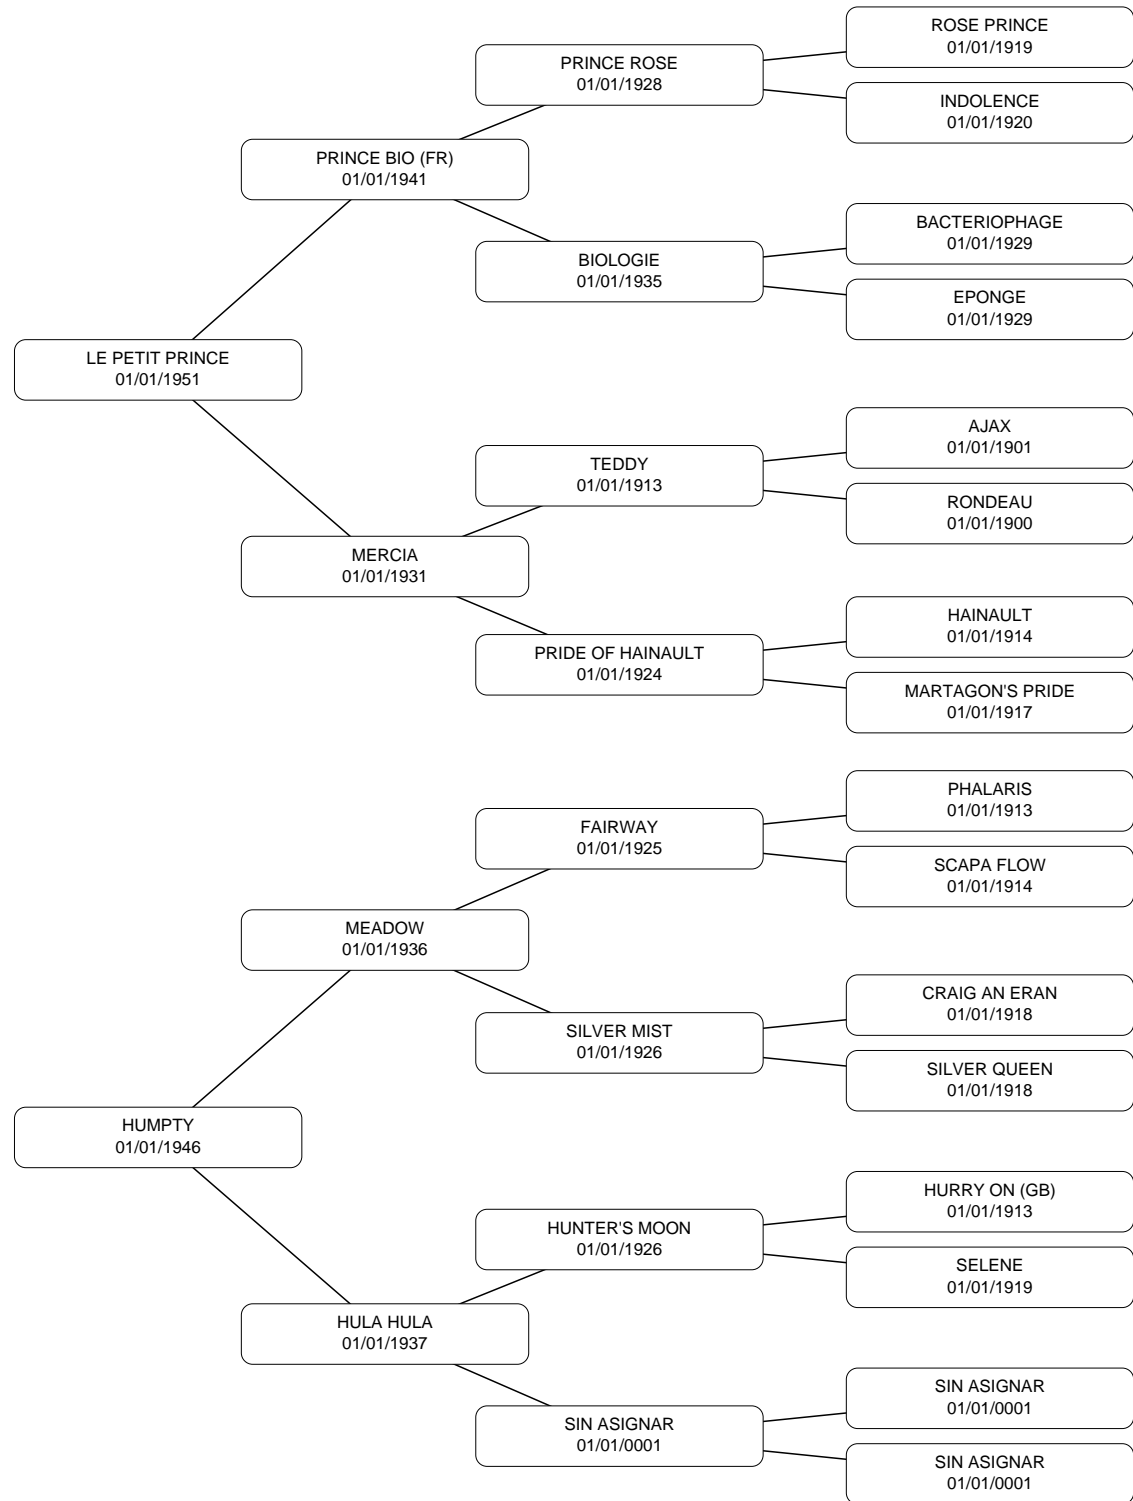 ROSE PRINCE
01/01/1919
PRINCE ROSE
01/01/1928
INDOLENCE
01/01/1920
PRINCE BIO (FR)
01/01/1941
BACTERIOPHAGE
01/01/1929
BIOLOGIE
01/01/1935
EPONGE
01/01/1929
LE PETIT PRINCE
01/01/1951
AJAX
01/01/1901
TEDDY
01/01/1913
RONDEAU
01/01/1900
MERCIA
01/01/1931
HAINAULT
01/01/1914
PRIDE OF HAINAULT
01/01/1924
MARTAGON'S PRIDE
01/01/1917
PHALARIS
01/01/1913
FAIRWAY
01/01/1925
SCAPA FLOW
01/01/1914
MEADOW
01/01/1936
CRAIG AN ERAN
01/01/1918
SILVER MIST
01/01/1926
SILVER QUEEN
01/01/1918
HUMPTY
01/01/1946
HURRY ON (GB)
01/01/1913
HUNTER'S MOON
01/01/1926
SELENE
01/01/1919
HULA HULA
01/01/1937
SIN ASIGNAR
01/01/0001
SIN ASIGNAR
01/01/0001
SIN ASIGNAR
01/01/0001